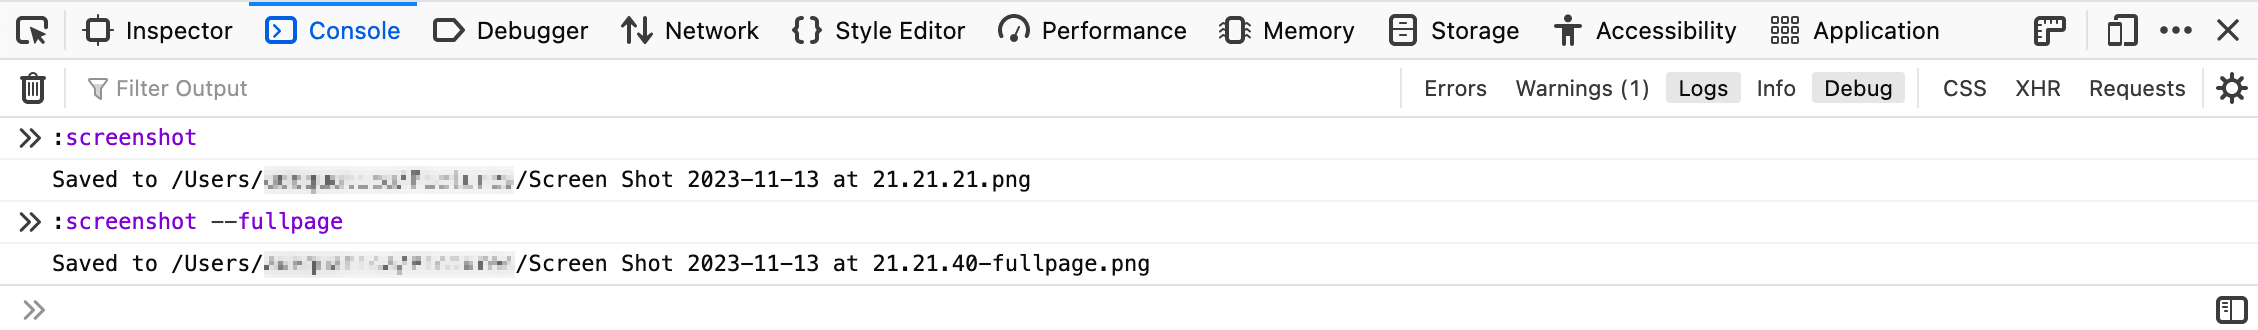 Inspector Console Debugger Network Style Editor Performance Memory Storage Accessibility Application
Filter Output Errors Warnings (1) Logs Info Debug CSS XHR Requests
:screenshot
Saved to /Users/ /Screen Shot 2023-11-13 at 21.21.21.png
:screenshot --fullpage
Saved to /Users/ /Screen Shot 2023-11-13 at 21.21.40-fullpage.png